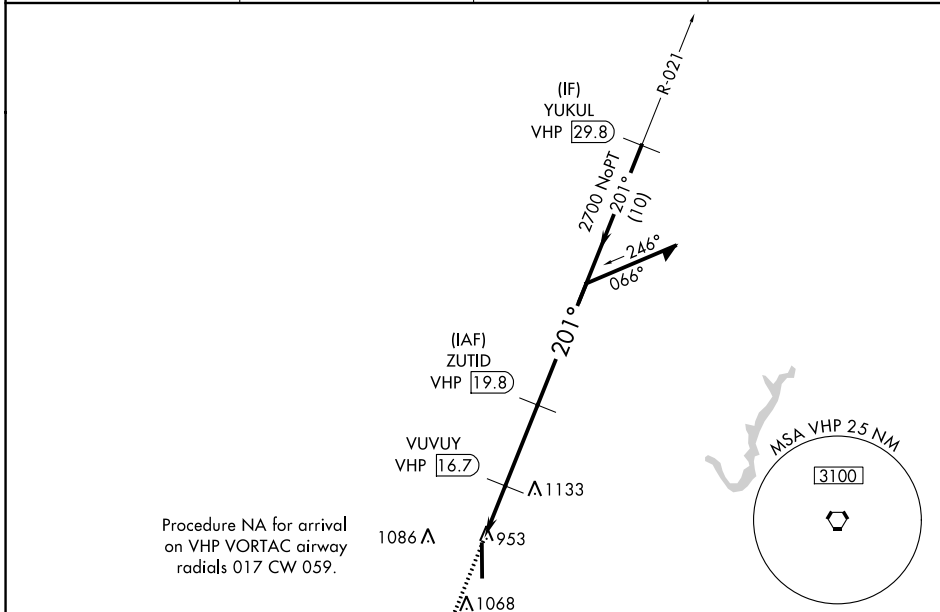 R-021
(IF)
YUKUL
VHP 29.8
2700 NoPT
201°
(10)
246°
066°
201°
(IAF)
ZUTID
VHP 19.8
VUVUY
VHP 16.7
1133
MSA VHP 25 NM
3100
Procedure NA for arrival
on VHP VORTAC airway
radials 017 CW 059.
1086
953
1068